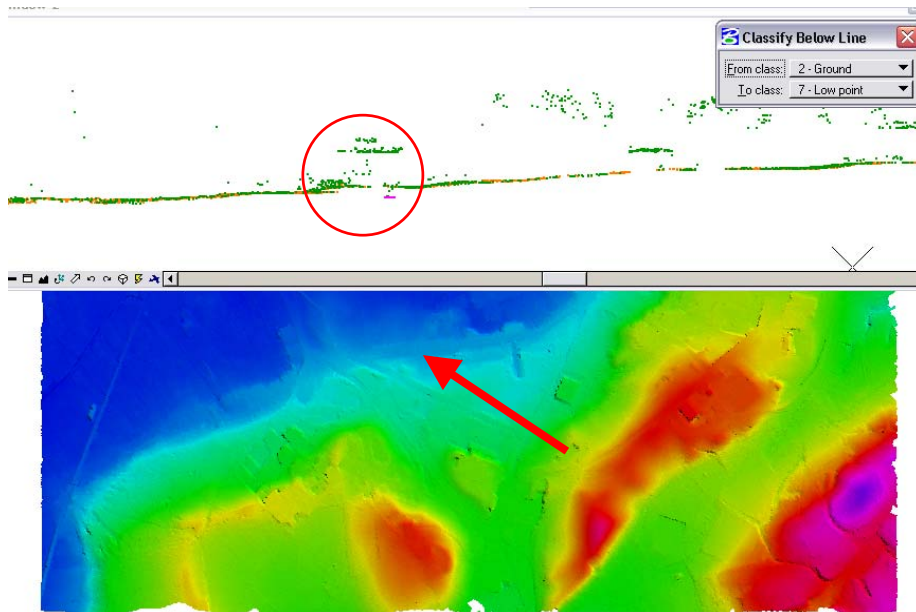 Classify Below Line
From class: 2 - Ground
To class: 7 - Low point